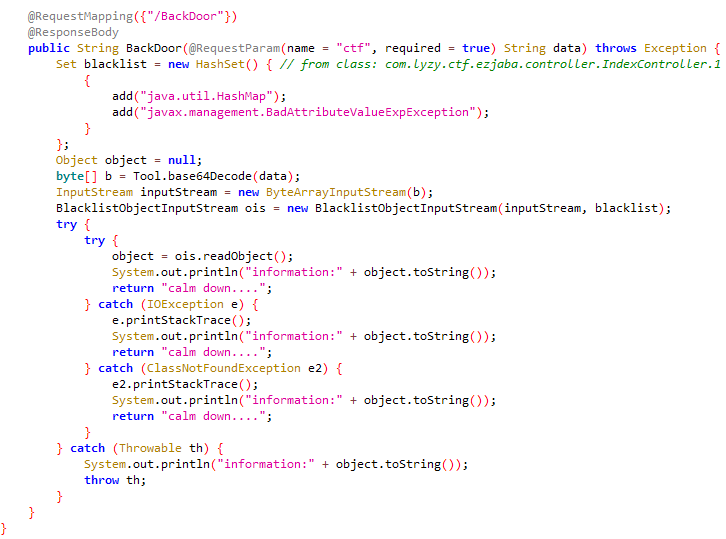 @RequestMapping({"/BackDoor"})
@ResponseBody
public String BackDoor(@RequestParam(name = "ctf", required = true) String data) throws Exception {
Set blacklist = new HashSet() { // from class: com.lyzy.ctf.ezjaba.controller.IndexController.1
{
add("java.util.HashMap");
add("javax.management.BadAttributeValueExpException");
}
};
Object object = null;
byte[] b = Tool.base64Decode(data);
InputStream inputStream = new ByteArrayInputStream(b);
BlacklistObjectInputStream ois = new BlacklistObjectInputStream(inputStream, blacklist);
try {
try {
object = ois.readObject();
System.out.println("information:" + object.toString());
return "calm down....";
} catch (IOException e) {
e.printStackTrace();
System.out.println("information:" + object.toString());
return "calm down....";
} catch (ClassNotFoundException e2) {
e2.printStackTrace();
System.out.println("information:" + object.toString());
return "calm down....";
}
} catch (Throwable th) {
System.out.println("information:" + object.toString());
throw th;
}
}
}